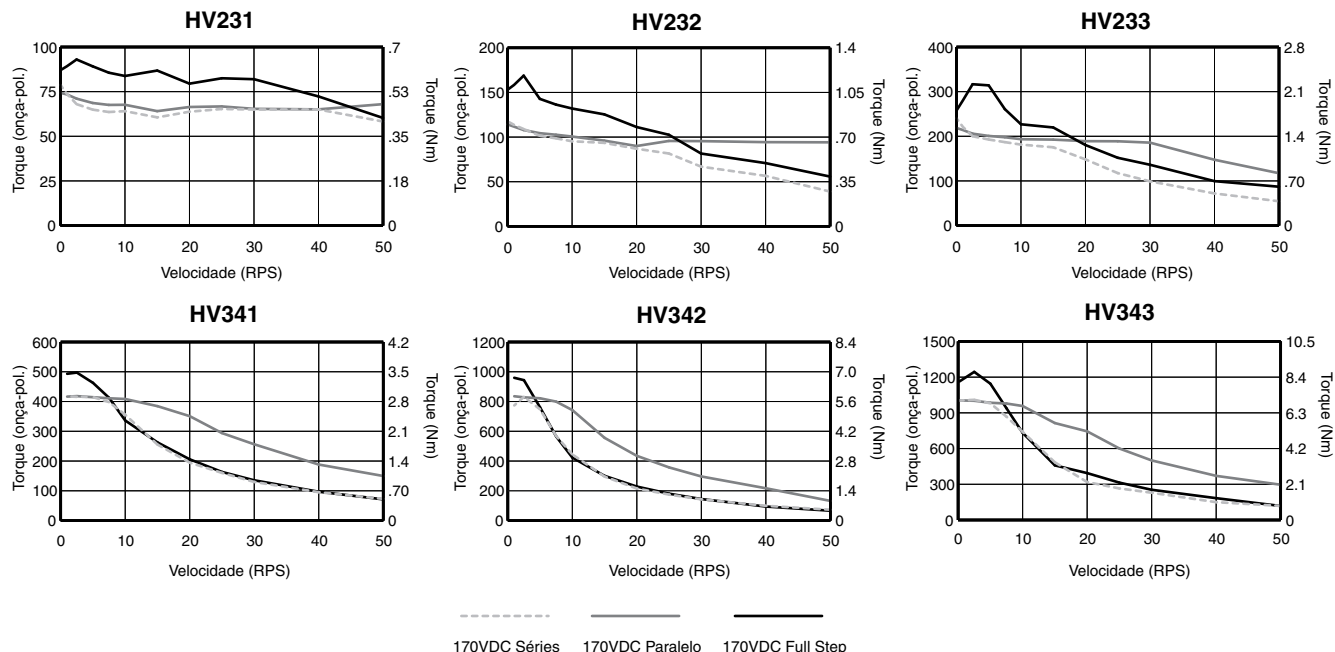 HV231
100
75
50
25
0
.7
.53
.35
.18
0
Torque (onça-pol.)
Torque (Nm)
0 10 20 30 40 50
Velocidade (RPS)
HV232
200
150
100
50
0
1.4
1.05
.70
.35
0
Torque (onça-pol.)
Torque (Nm)
0 10 20 30 40 50
Velocidade (RPS)
HV233
400
300
200
100
0
2.8
2.1
1.4
.70
0
Torque (onça-pol.)
Torque (Nm)
0 10 20 30 40 50
Velocidade (RPS)
HV341
600
500
400
300
200
100
0
4.2
3.5
2.8
2.1
1.4
.70
0
Torque (onça-pol.)
Torque (Nm)
0 10 20 30 40 50
Velocidade (RPS)
HV342
1200
1000
800
600
400
200
0
8.4
7.0
5.6
4.2
2.8
1.4
0
Torque (onça-pol.)
Torque (Nm)
0 10 20 30 40 50
Velocidade (RPS)
HV343
1500
1200
900
600
300
0
10.5
8.4
6.3
4.2
2.1
0
Torque (onça-pol.)
Torque (Nm)
0 10 20 30 40 50
Velocidade (RPS)
170VDC Séries 170VDC Paralelo 170VDC Full Step